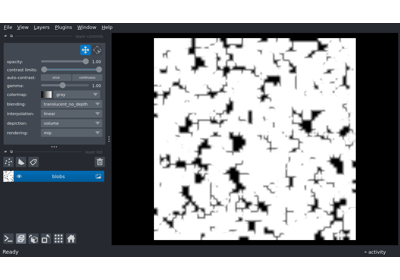 File View Layers Plugins Window Help
opacity: 1.00
contrast limits:
auto-contrast: once continuous
gamma: 1.00
colormap: gray
blending: translucent_no_depth
interpolation: linear
depiction: volume
rendering: mip
blobs
Ready
activity